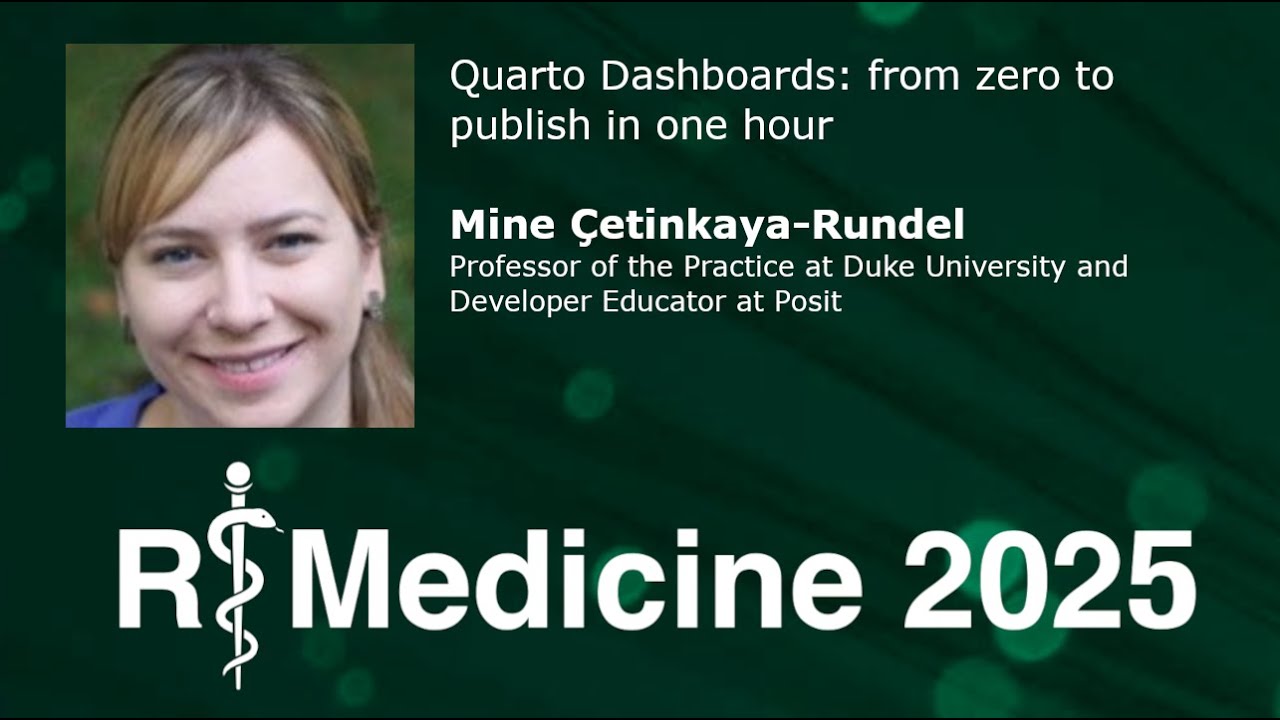 Quarto Dashboards: from zero to
publish in one hour
Mine Çetinkaya-Rundel
Professor of the Practice at Duke University and
Developer Educator at Posit
R Medicine 2025